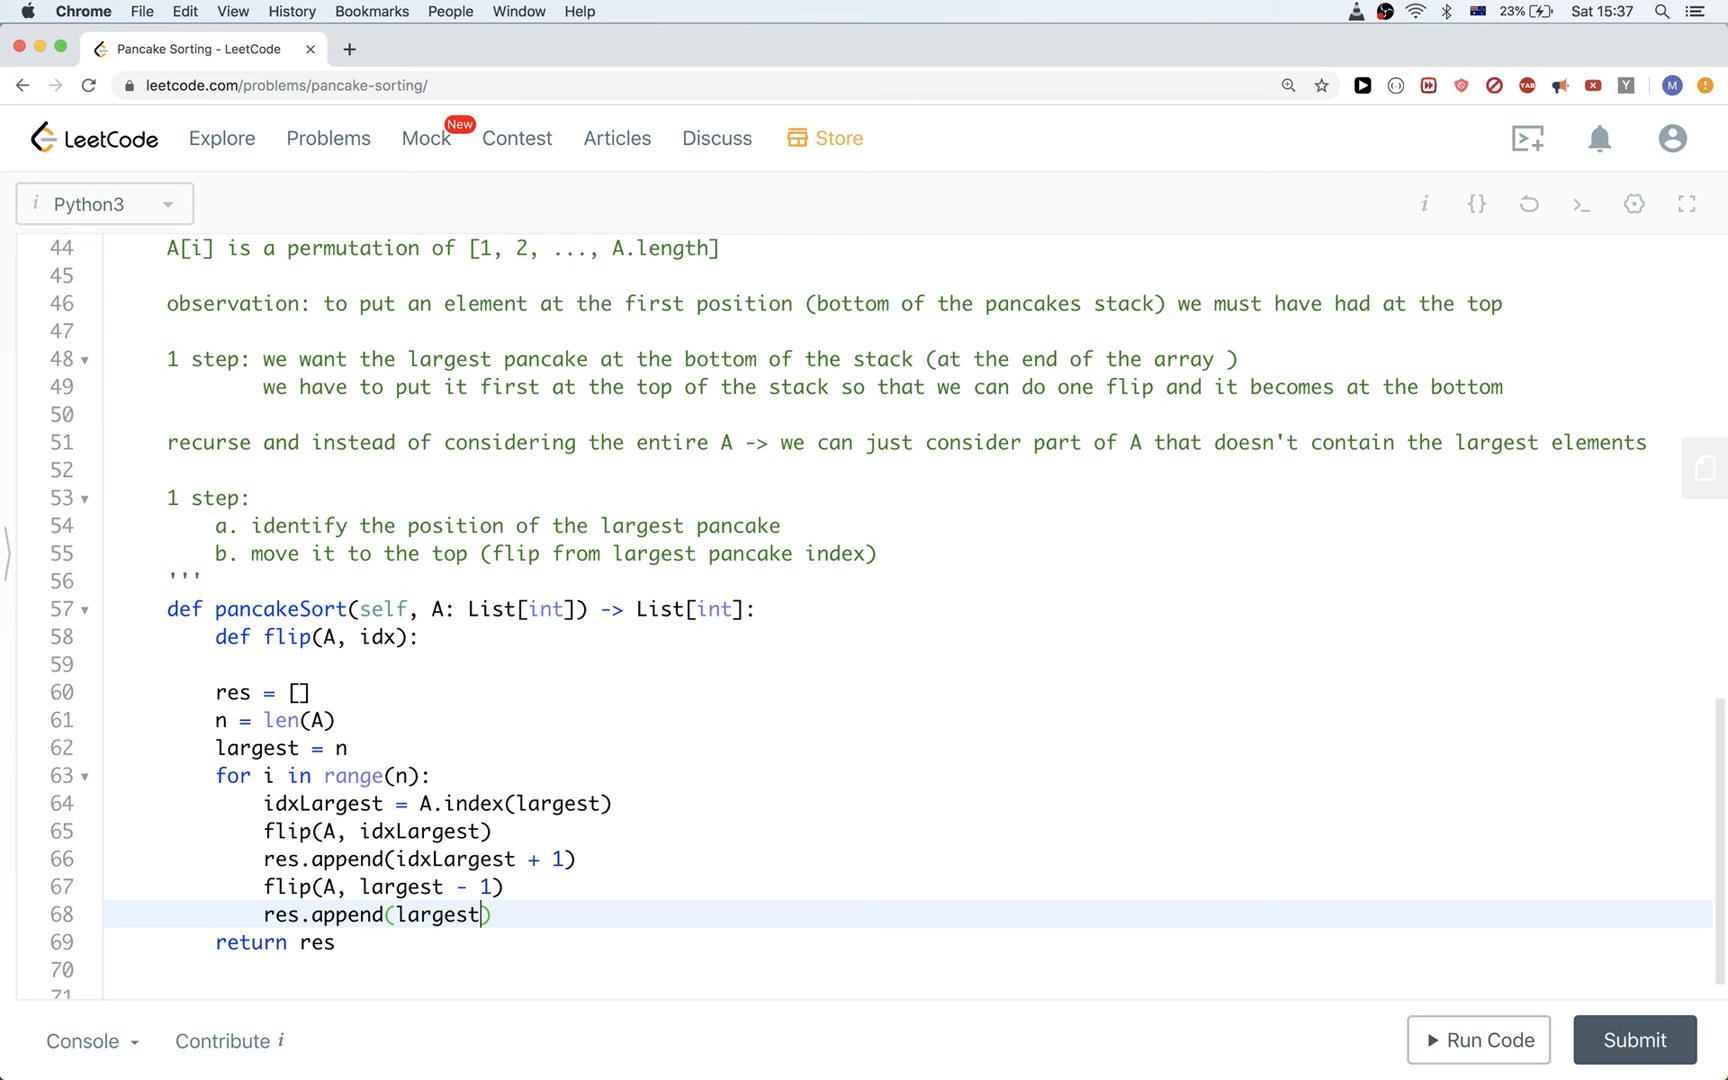 Chrome File Edit View History Bookmarks People Window Help 23% Sat 15:37
Pancake Sorting - LeetCode
leetcode.com/problems/pancake-sorting/
YAB Y M
LeetCode Explore Problems Mock New Contest Articles Discuss Store
i Python3 i {} >_
44 A[i] is a permutation of [1, 2, ..., A.length]
45
46 observation: to put an element at the first position (bottom of the pancakes stack) we must have had at the top
47
48 1 step: we want the largest pancake at the bottom of the stack (at the end of the array )
49 we have to put it first at the top of the stack so that we can do one flip and it becomes at the bottom
50
51 recurse and instead of considering the entire A -> we can just consider part of A that doesn't contain the largest elements
52
53 1 step:
54 a. identify the position of the largest pancake
55 b. move it to the top (flip from largest pancake index)
56 '''
57 def pancakeSort(self, A: List[int]) -> List[int]:
58 def flip(A, idx):
59
60 res = []
61 n = len(A)
62 largest = n
63 for i in range(n):
64 idxLargest = A.index(largest)
65 flip(A, idxLargest)
66 res.append(idxLargest + 1)
67 flip(A, largest - 1)
68 res.append(largest)
69 return res
70
71
Console Contribute i Run Code Submit